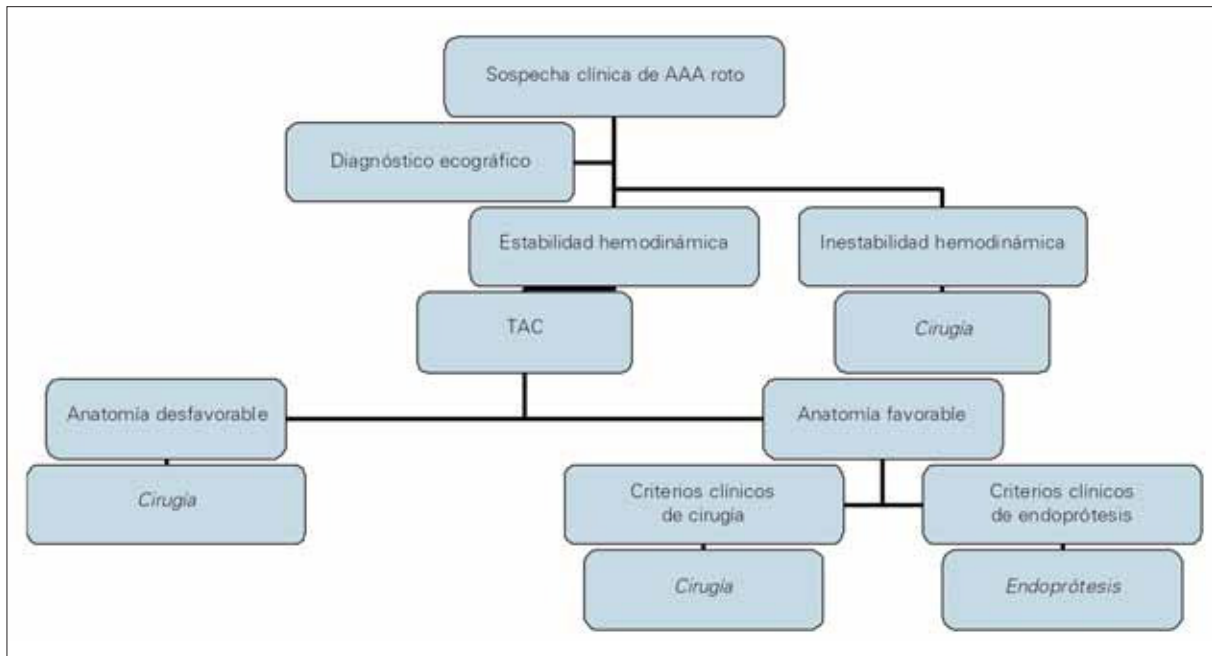 Sospecha clínica de AAA roto
Diagnóstico ecográfico
Estabilidad hemodinámica
Inestabilidad hemodinámica
TAC
Cirugía
Anatomía desfavorable
Anatomía favorable
Cirugía
Criterios clínicos
de cirugía
Criterios clínicos
de endoprótesis
Cirugía
Endoprótesis